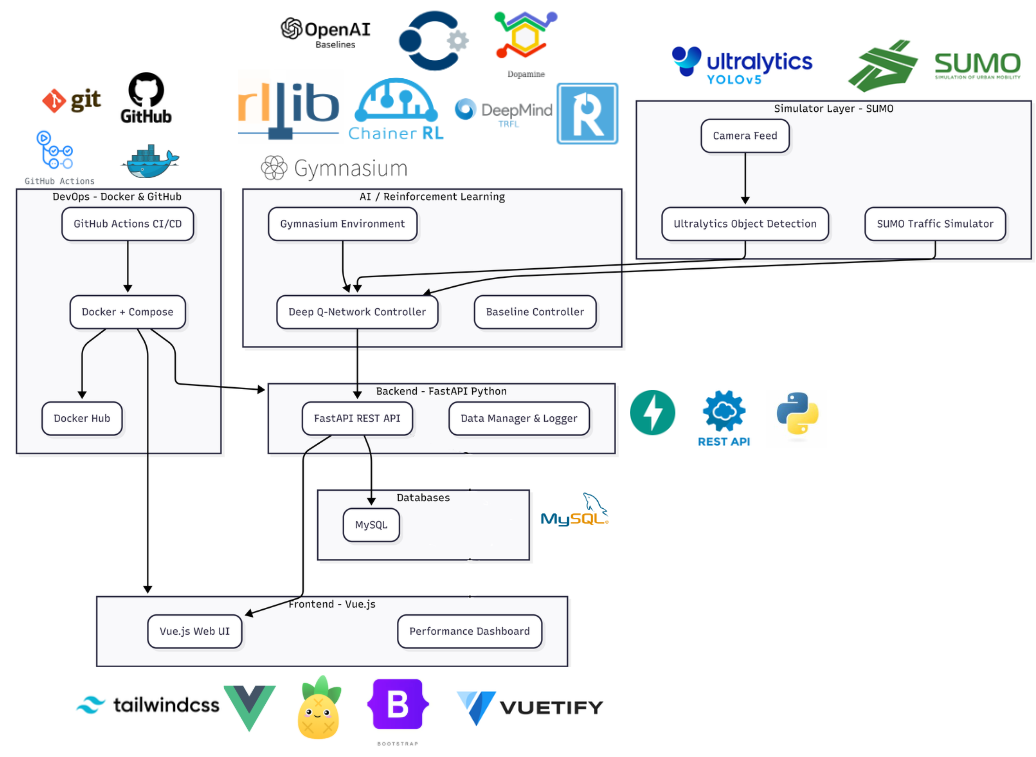 OpenAI
Baselines
Dopamine
ultralytics
YOLOv5
SUMO
SIMULATION OF URBAN MOBILITY
git
GitHub
rllib
Chainer RL
DeepMind
TRFL
R
GitHub Actions
Gymnasium
Simulator Layer - SUMO
Camera Feed
Ultralytics Object Detection
SUMO Traffic Simulator
DevOps - Docker & GitHub
GitHub Actions CI/CD
Docker + Compose
Docker Hub
AI / Reinforcement Learning
Gymnasium Environment
Deep Q-Network Controller
Baseline Controller
Backend - FastAPI Python
FastAPI REST API
Data Manager & Logger
REST API
Databases
MySQL
MySQL
Frontend - Vue.js
Vue.js Web UI
Performance Dashboard
tailwindcss
B
BOOTSTRAP
VUETIFY